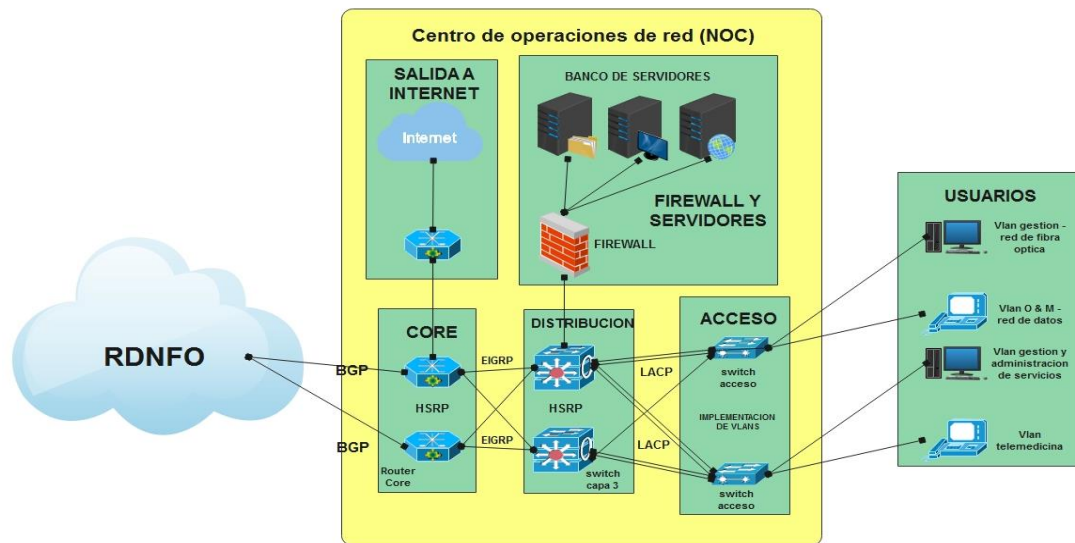 Centro de operaciones de red (NOC)
SALIDA A
INTERNET
Internet
BANCO DE SERVIDORES
FIREWALL Y
SERVIDORES
FIREWALL
USUARIOS
Vlan gestion -
red de fibra
optica
Vlan O & M -
red de datos
Vlan gestion y
administracion
de servicios
Vlan
telemedicina
RDNFO
BGP
BGP
CORE
HSRP
Router
Core
EIGRP
EIGRP
DISTRIBUCION
HSRP
switch
capa 3
LACP
LACP
ACCESO
switch
acceso
IMPLEMENTACION
DE VLANS
switch
acceso